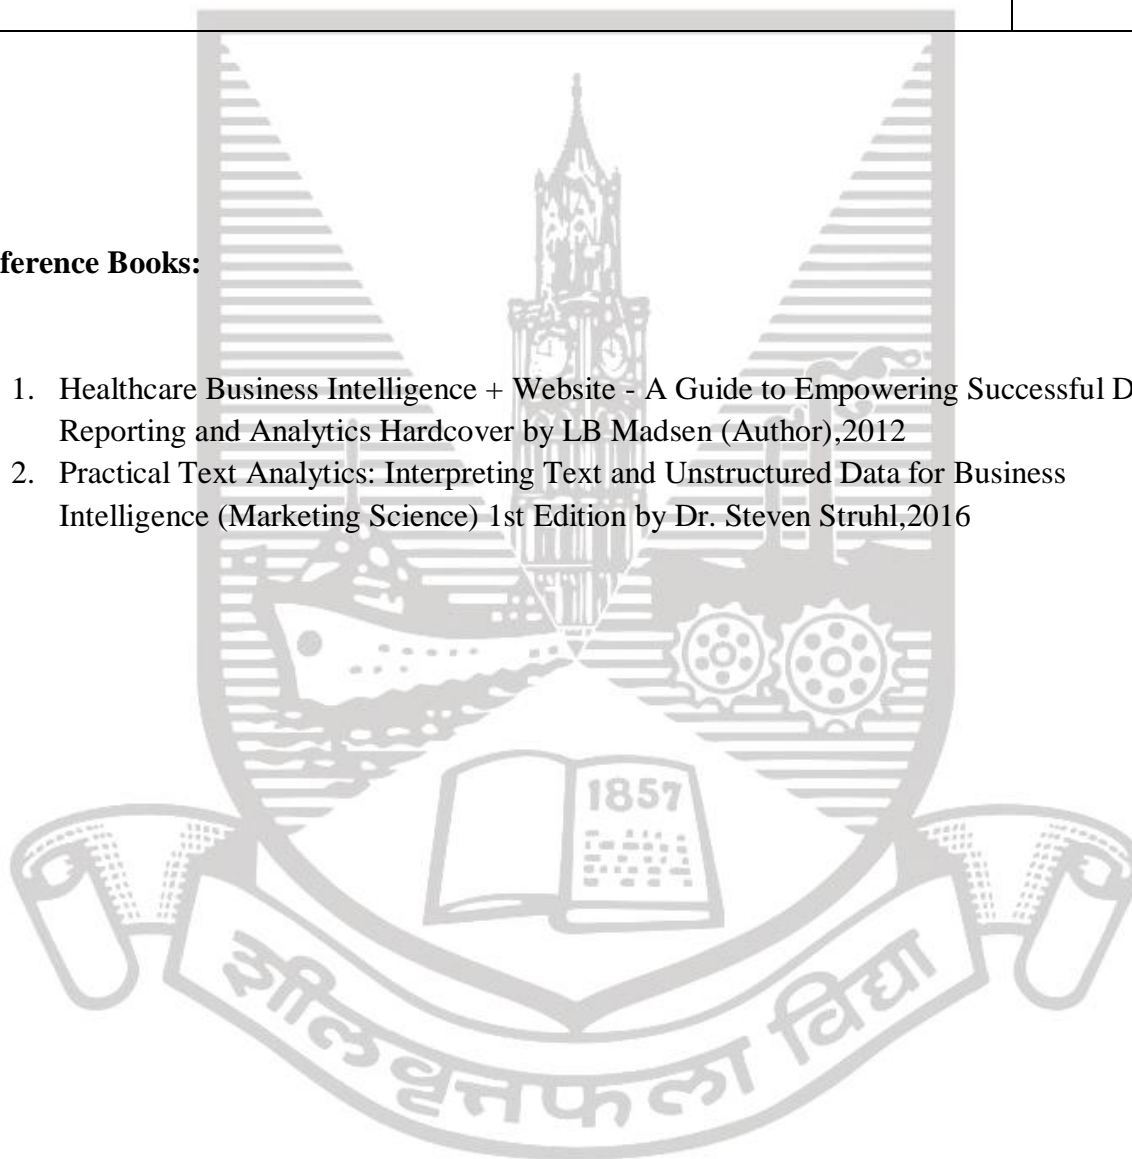 ference Books:
1. Healthcare Business Intelligence + Website - A Guide to Empowering Successful D
Reporting and Analytics Hardcover by LB Madsen (Author),2012
2. Practical Text Analytics: Interpreting Text and Unstructured Data for Business
Intelligence (Marketing Science) 1st Edition by Dr. Steven Struhl,2016
1857
शीलवृत्तफला विद्या